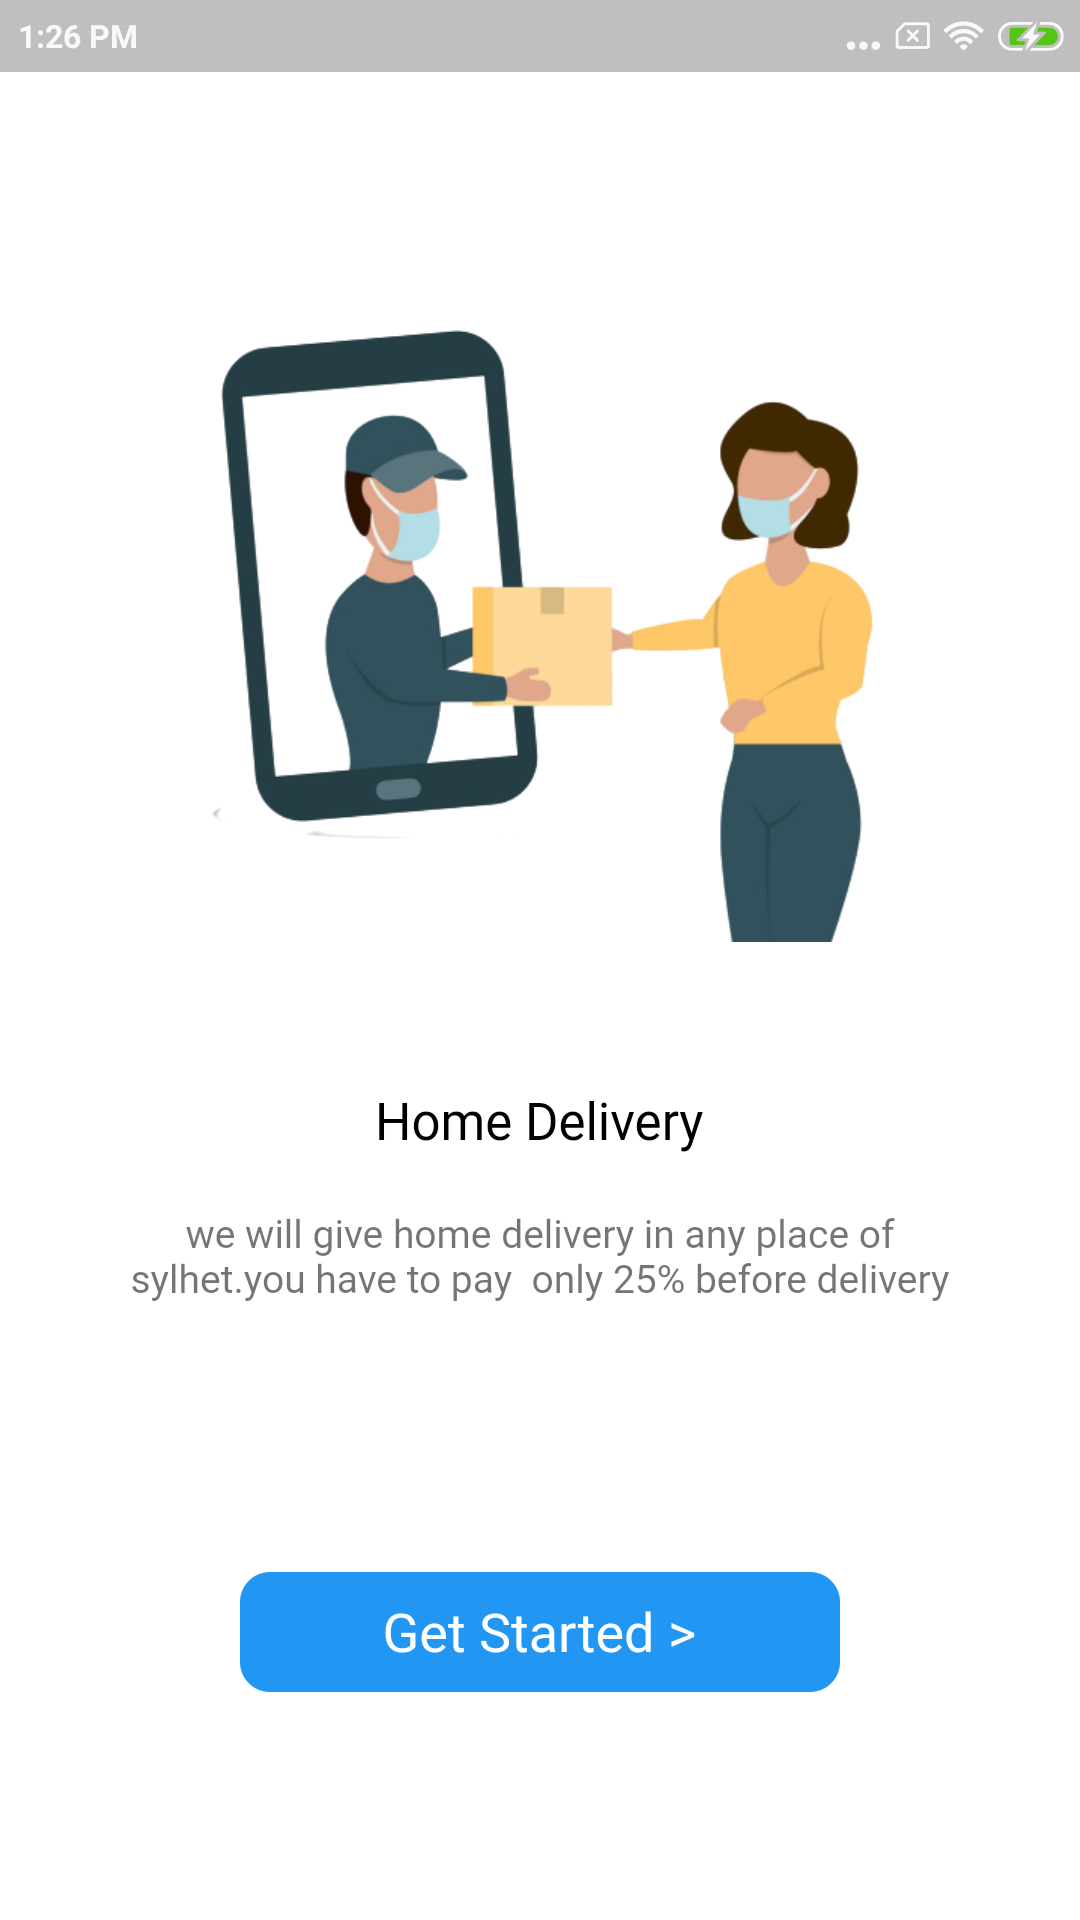 1:26 PM
Home Delivery
we will give home delivery in any place of
sylhet.you have to pay  only 25% before delivery
Get Started >